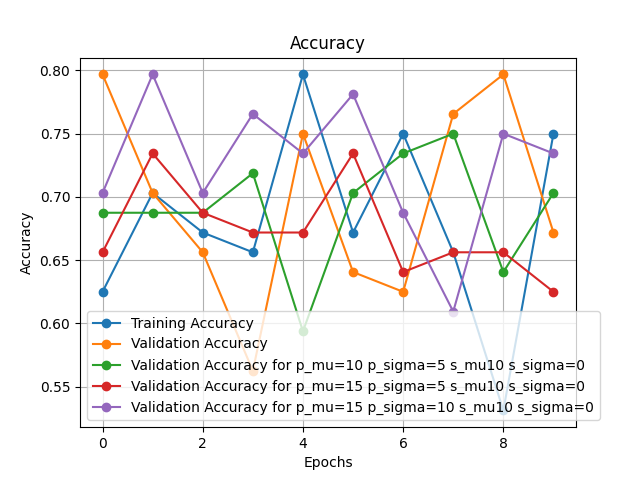 Accuracy
0.80
0.75
0.70
0.65
0.60
0.55
Accuracy
Training Accuracy
Validation Accuracy
Validation Accuracy for p_mu=10 p_sigma=5 s_mu10 s_sigma=0
Validation Accuracy for p_mu=15 p_sigma=5 s_mu10 s_sigma=0
Validation Accuracy for p_mu=15 p_sigma=10 s_mu10 s_sigma=0
0 2 4 6 8
Epochs